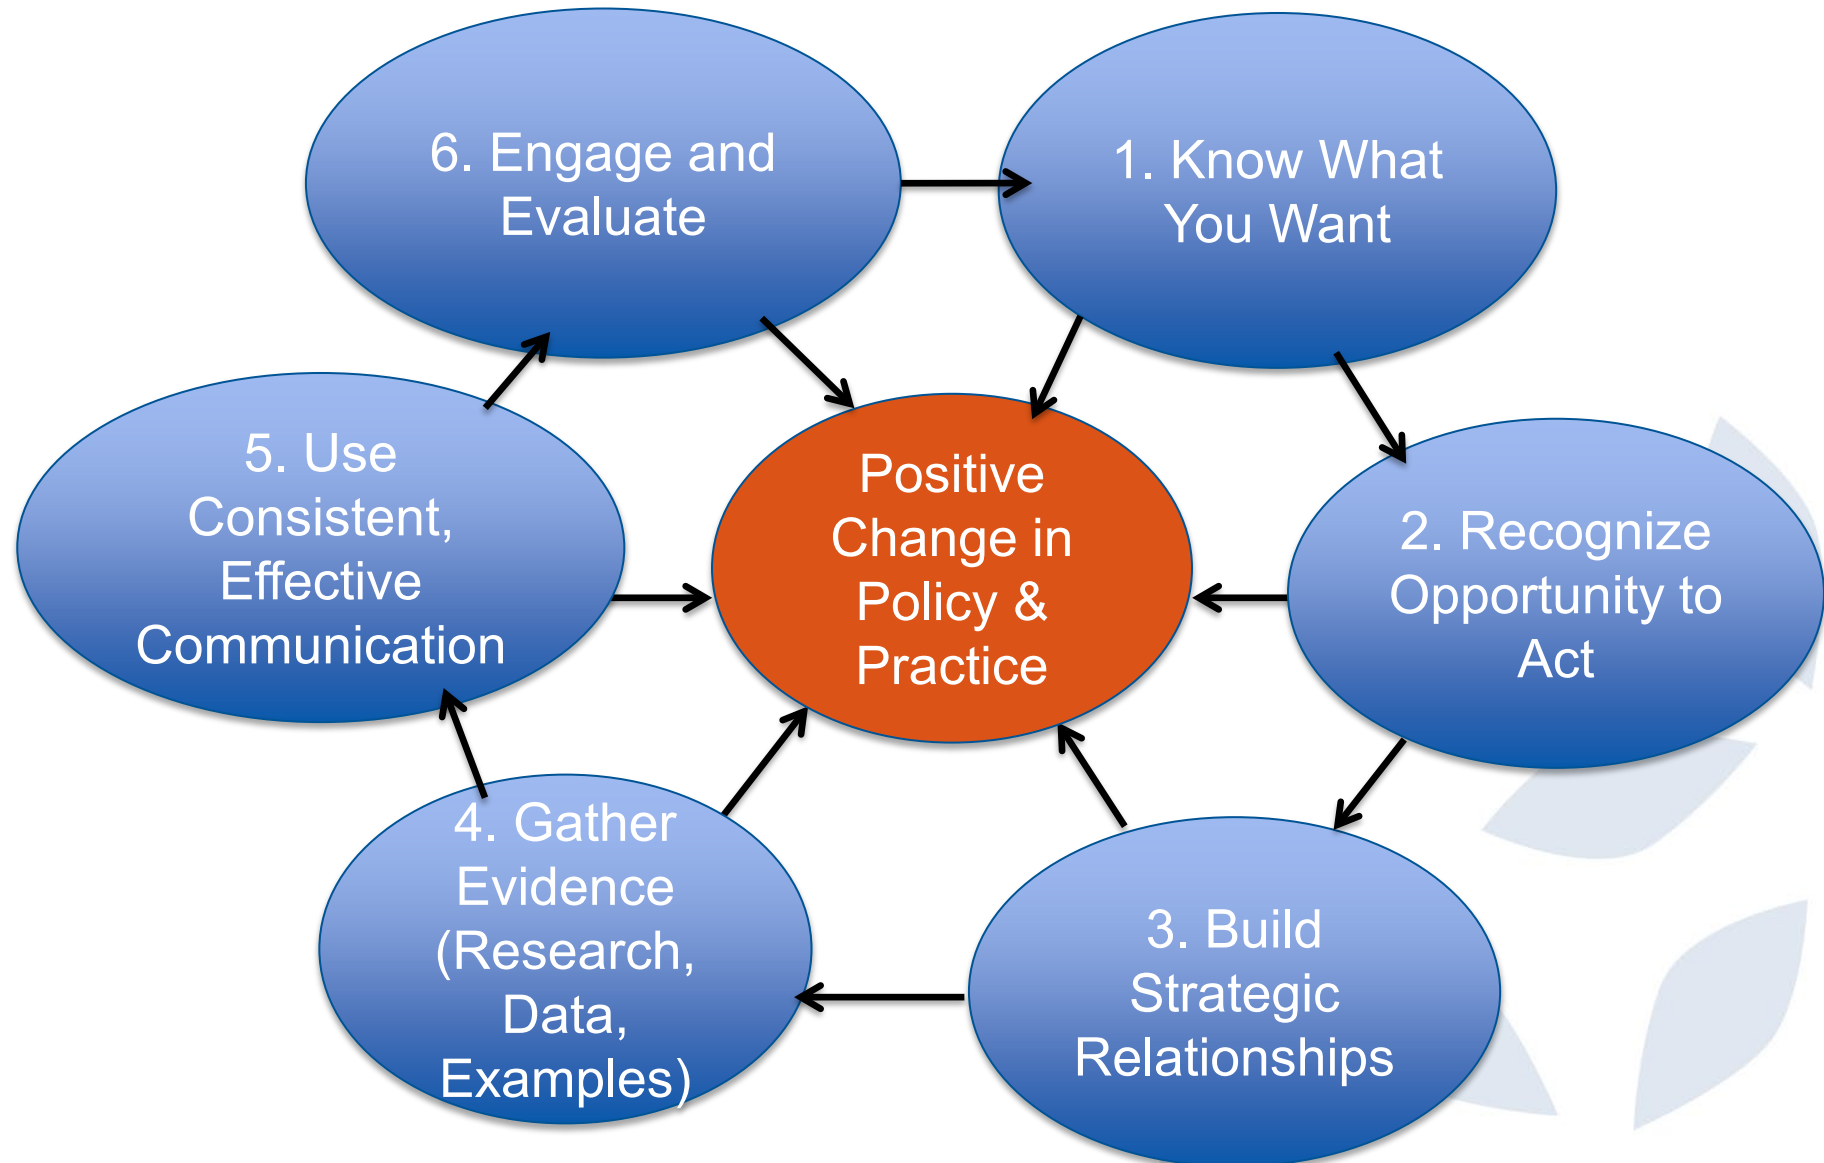 6. Engage and
Evaluate
1. Know What
You Want
5. Use
Consistent,
Effective
Communication
Positive
Change in
Policy &
Practice
2. Recognize
Opportunity to
Act
4. Gather
Evidence
(Research,
Data,
Examples)
3. Build
Strategic
Relationships